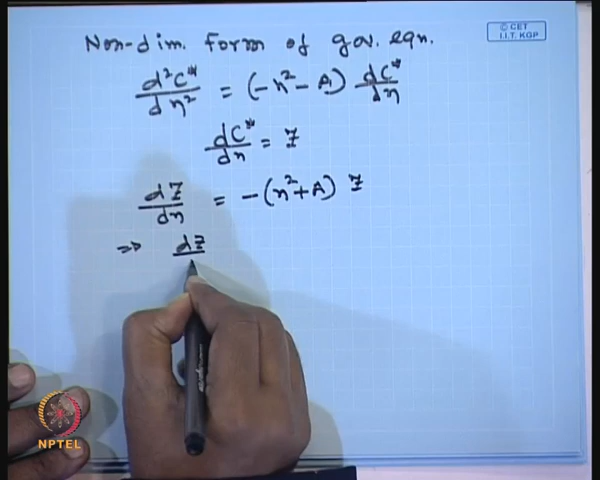 Non-dim. Form of gov. eqn.
© CET
I.I.T. KGP
d²C*/dη² = (-η² - A) dC*/dη
dC*/dη = Z
dZ/dη = -(η² + A) Z
⇒ dZ
NPTEL